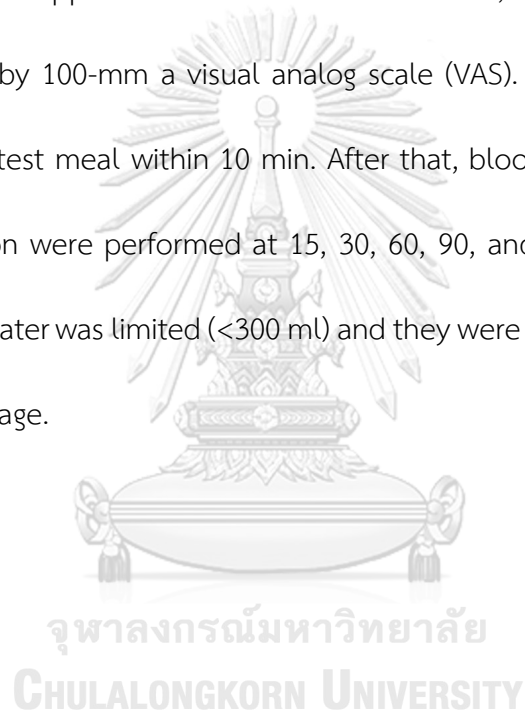 by 100-mm a visual analog scale (VAS).
test meal within 10 min. After that, bloo
on were performed at 15, 30, 60, 90, and
ater was limited (<300 ml) and they were
age.
จุฬาลงกรณ์มหาวิทยาลัย
CHULALONGKORN UNIVERSITY